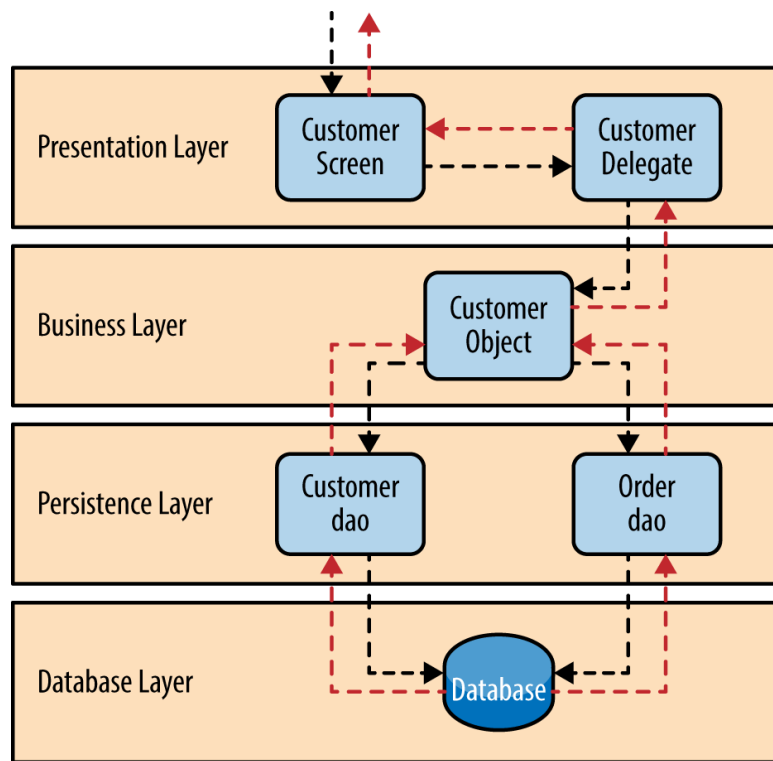 Presentation Layer
Customer
Screen
Customer
Delegate
Business Layer
Customer
Object
Persistence Layer
Customer
dao
Order
dao
Database Layer
Database